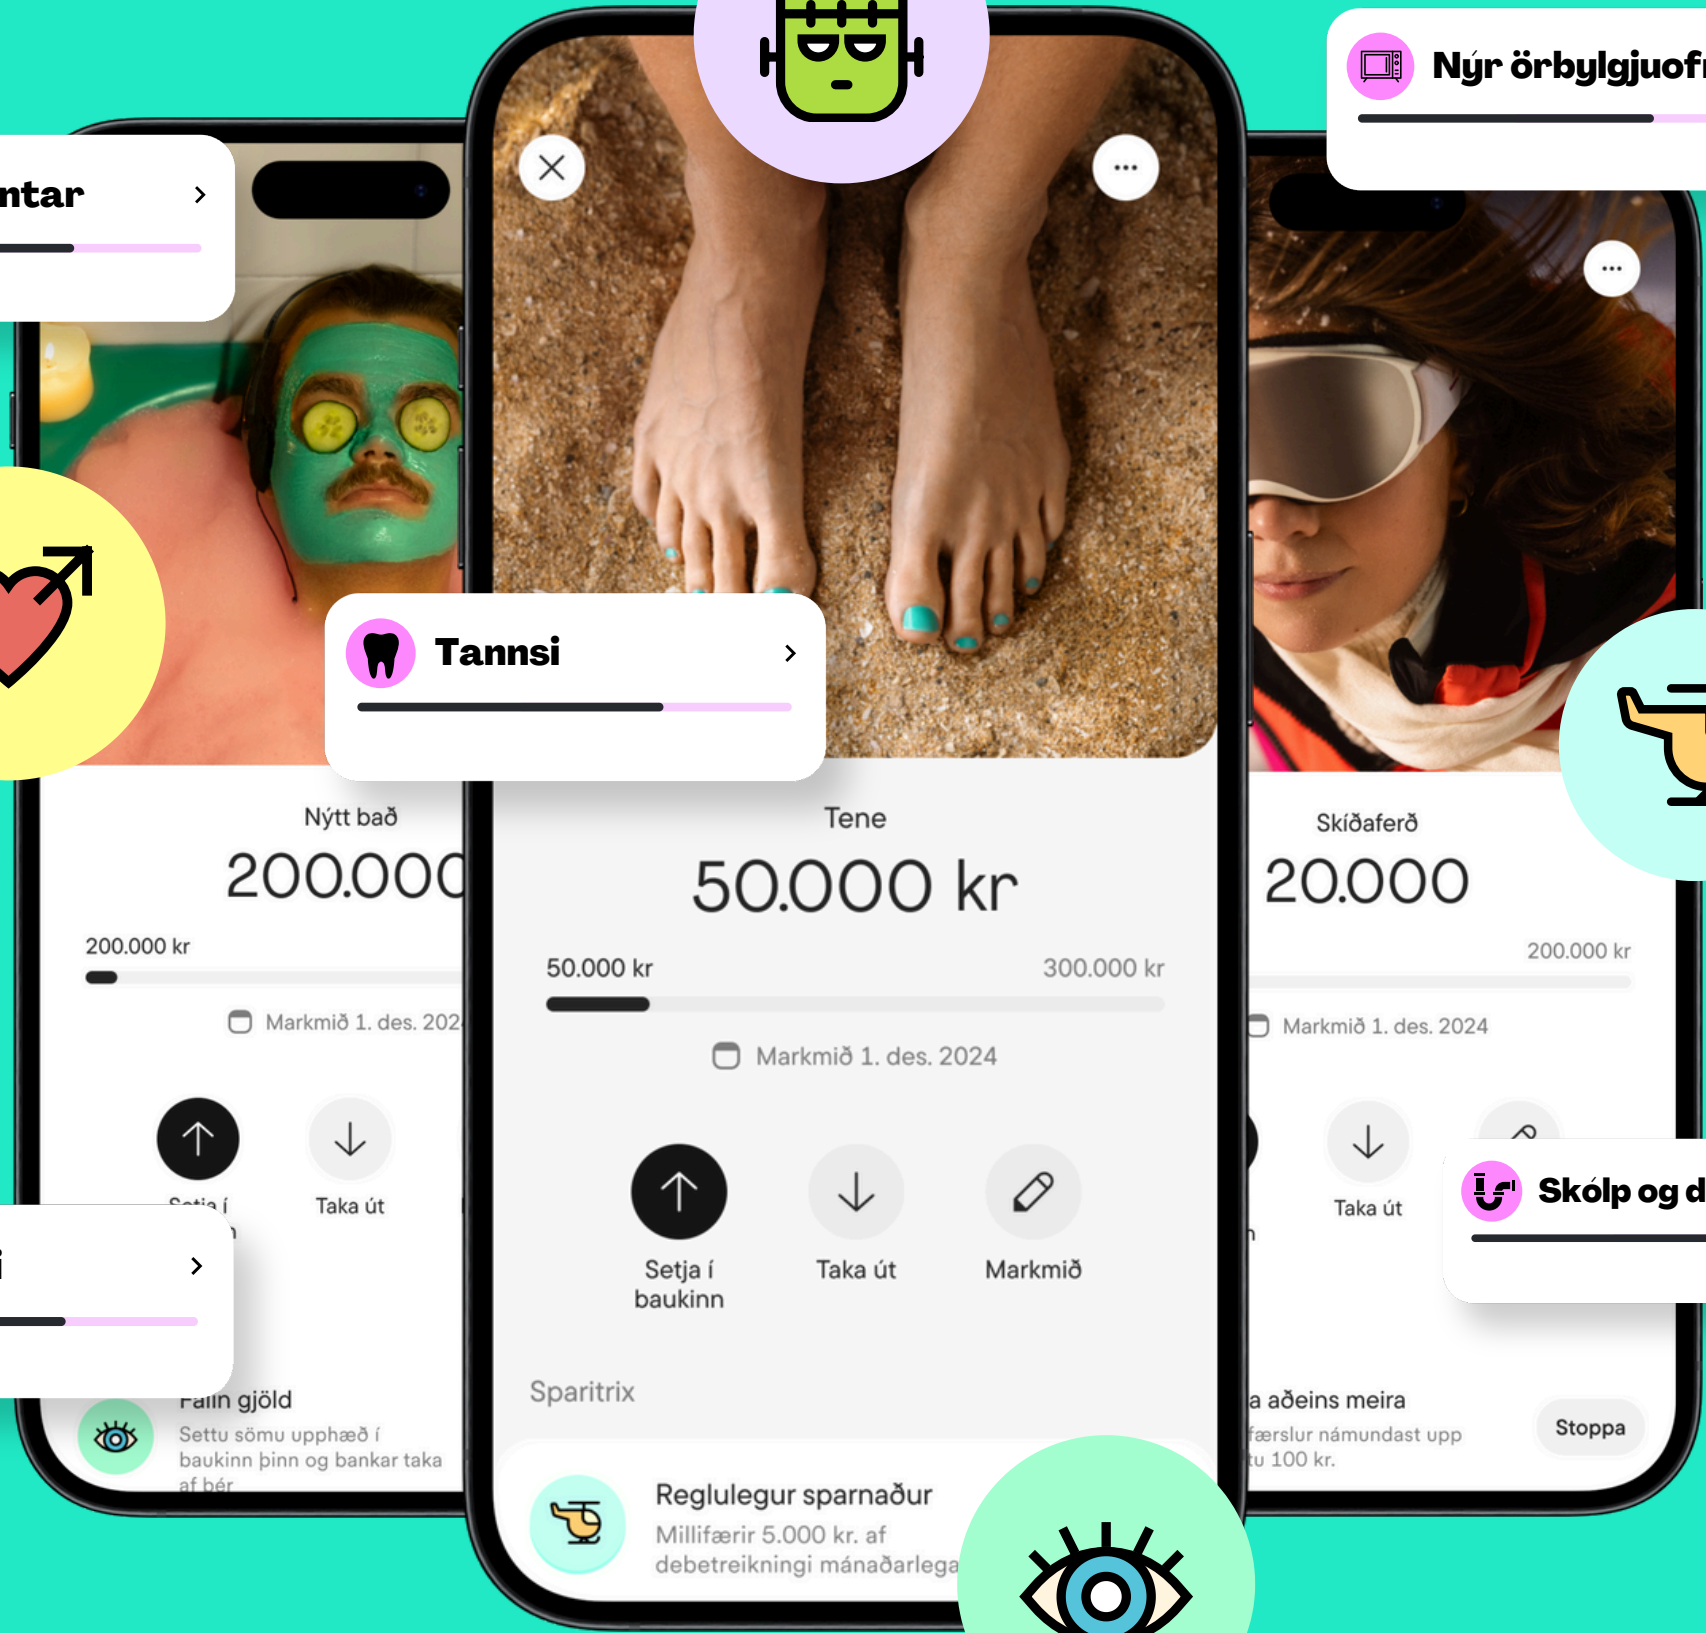 Nýr
ntar
Tannsi
Nýtt bað
200.000
200.000 kr
Markmið 1. des.
Setja í
Taka út
Falin gjöld
Settu sömu upphæð í
baukinn þinn og bankar taka
af þér
Tene
50.000 kr
50.000 kr
300.000 kr
Markmið 1. des. 2024
Setja í
baukinn
Taka út
Markmið
Sparitrix
Reglulegur sparnaður
Millifærir 5.000 kr. af
debetreikningi mánaðarlega
Skíðaferð
20.000
200.000 kr
Markmið 1. des. 2024
Taka út
Skólp og
a aðeins meira
færslur námundast upp
tu 100 kr.
Stoppa